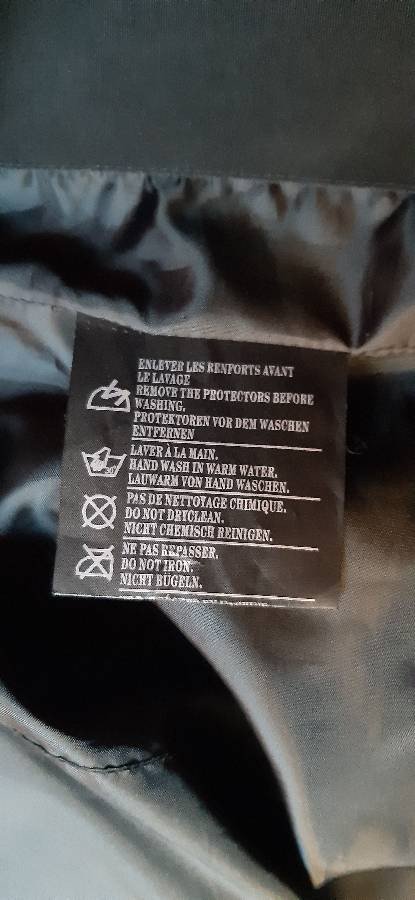 ENLEVER LES RENFORTS AVANT
LE LAVAGE
REMOVE THE PROTECTORS BEFORE
WASHING.
PROTEKTOREN VOR DEM WASCHEN
ENTFERNEN
LAVER À LA MAIN.
HAND WASH IN WARM WATER.
LAUWARM VON HAND WASCHEN.
PAS DE NETTOYAGE CHIMIQUE.
DO NOT DRYCLEAN.
NICHT CHEMISCH REINIGEN.
NE PAS REPASSER.
DO NOT IRON.
NICHT BÜGELN.